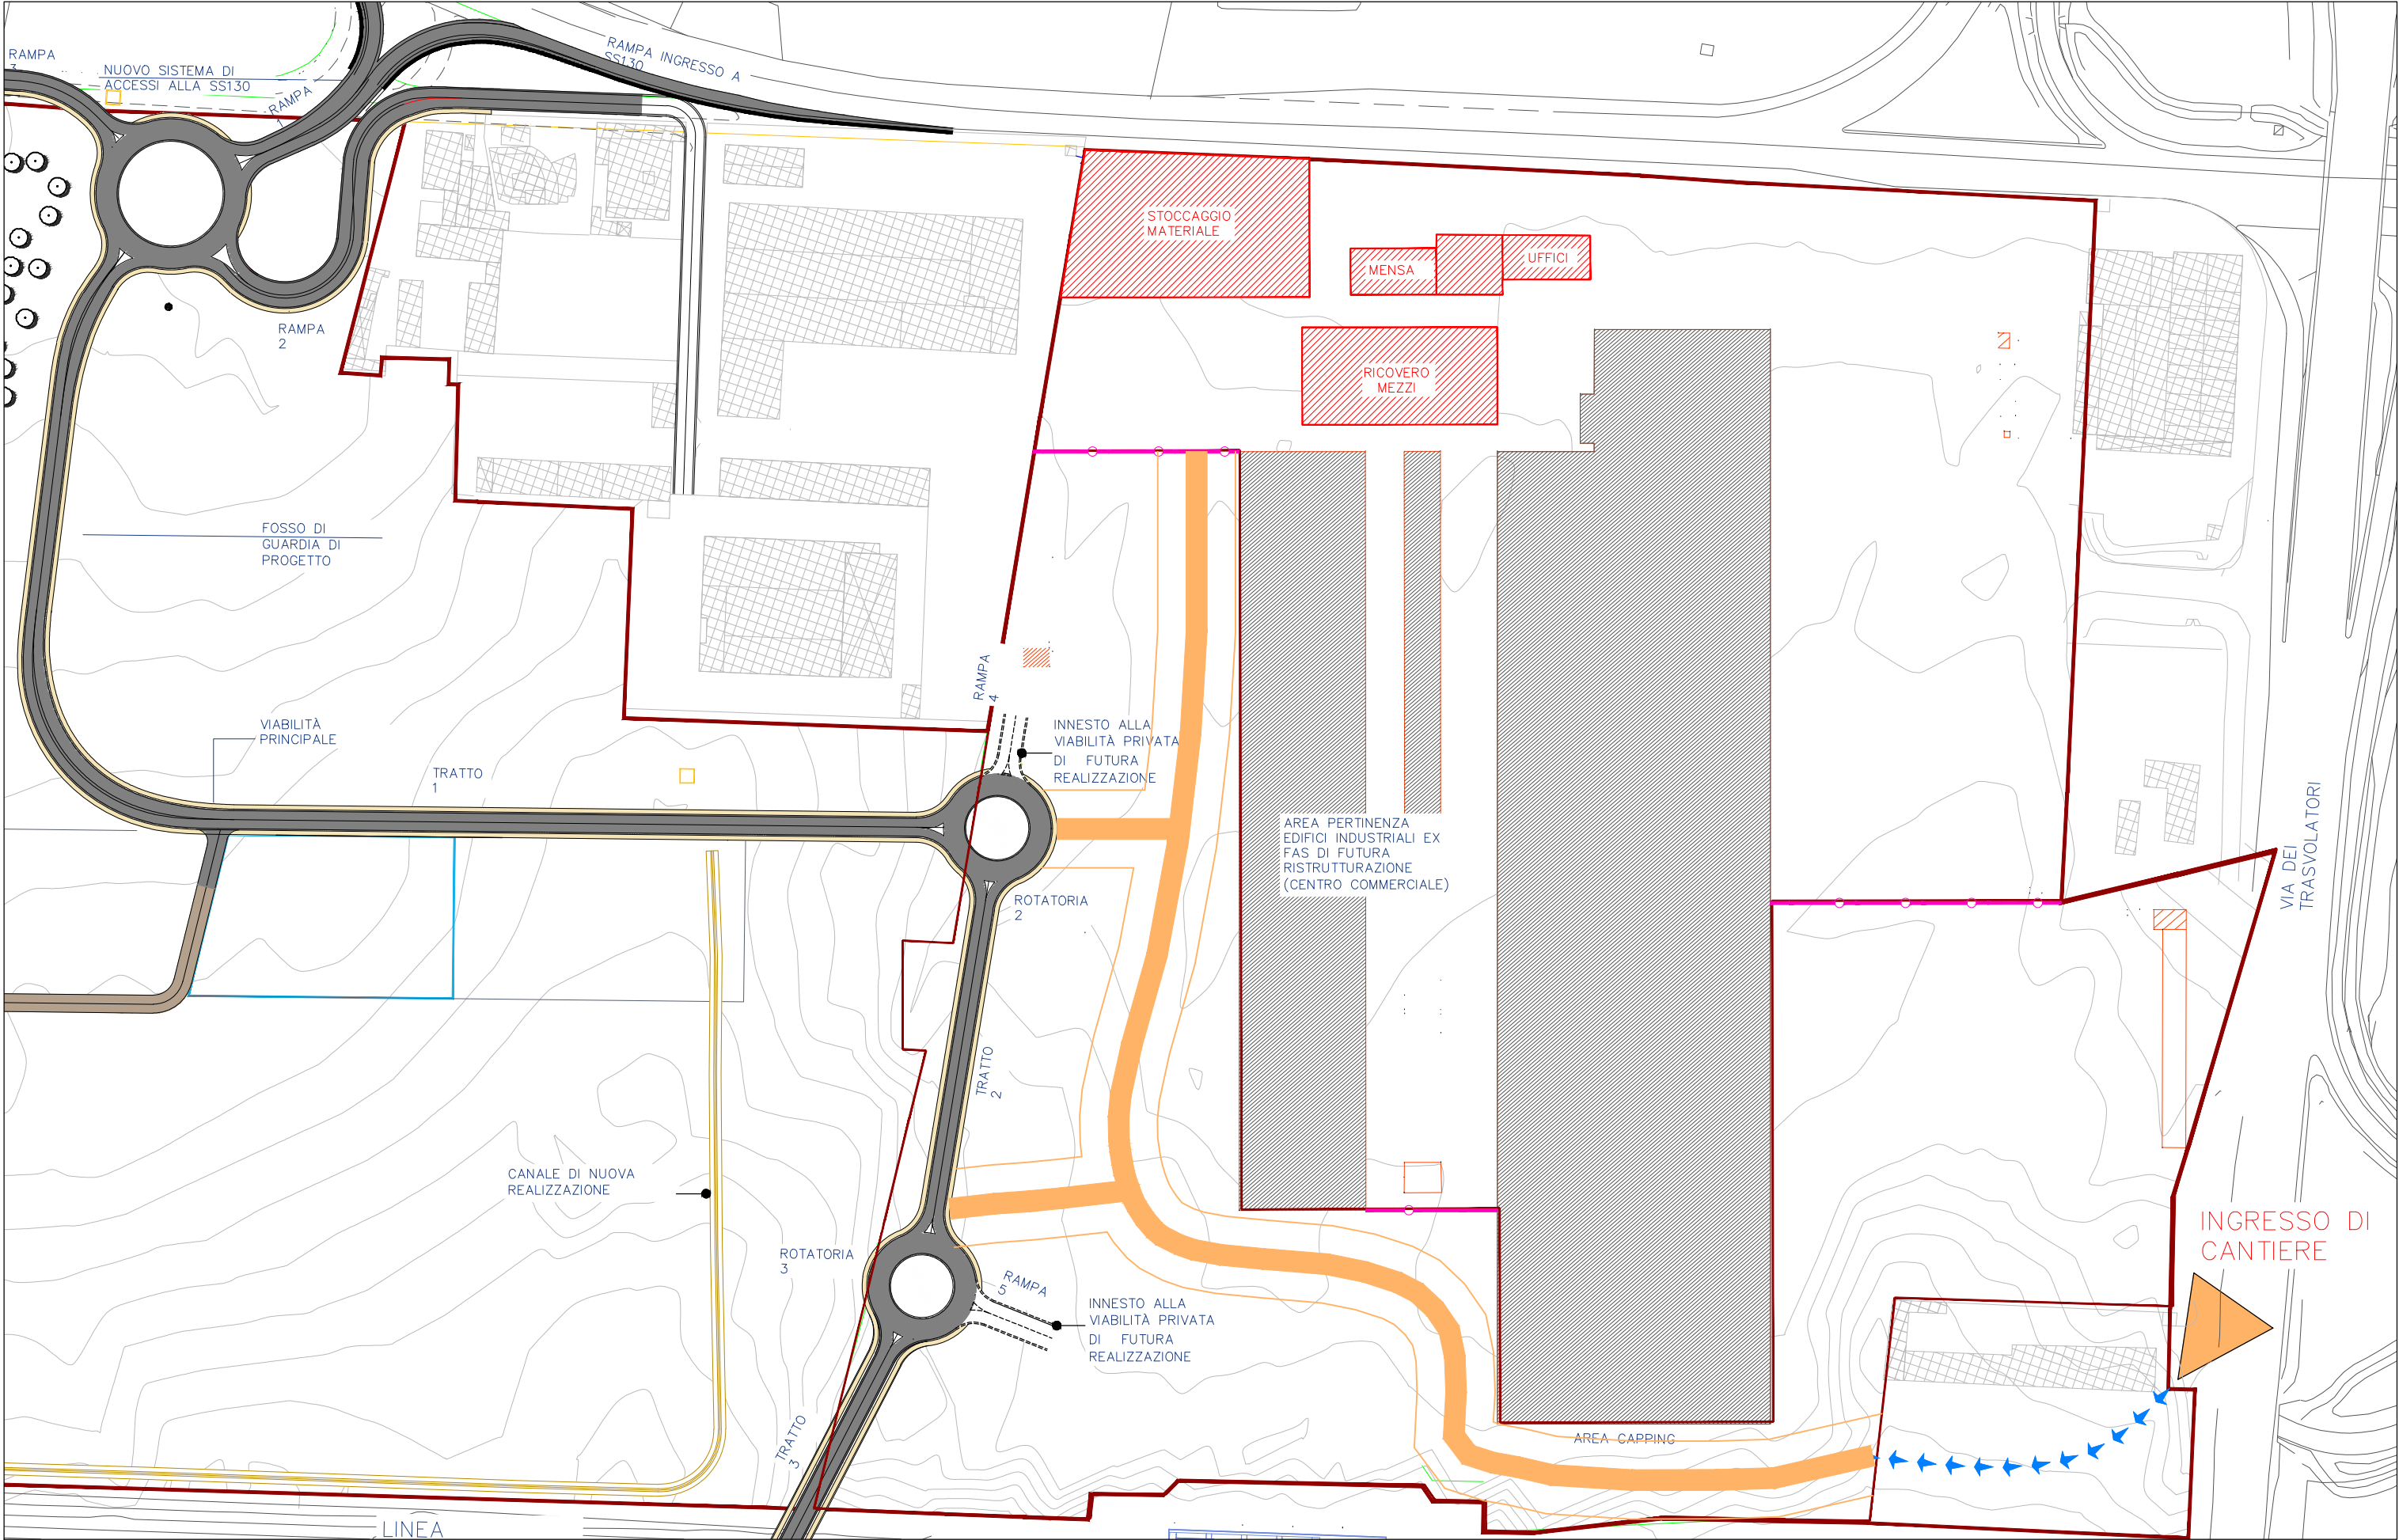 RAMPA
3
NUOVO SISTEMA DI
ACCESSI ALLA SS130
RAMPA
1
RAMPA INGRESSO A
SS130
STOCCAGGIO
MATERIALE
MENSA
UFFICI
RAMPA
2
RICOVERO
MEZZI
FOSSO DI
GUARDIA DI
PROGETTO
RAMPA
4
VIABILITÀ
PRINCIPALE
TRATTO
1
INNESTO ALLA
VIABILITÀ PRIVATA
DI FUTURA
REALIZZAZIONE
AREA PERTINENZA
EDIFICI INDUSTRIALI EX
FAS DI FUTURA
RISTRUTTURAZIONE
(CENTRO COMMERCIALE)
VIA DEI
TRASVOLATORI
ROTATORIA
2
TRATTO
2
CANALE DI NUOVA
REALIZZAZIONE
ROTATORIA
3
RAMPA
5
INNESTO ALLA
VIABILITÀ PRIVATA
DI FUTURA
REALIZZAZIONE
INGRESSO DI
CANTIERE
TRATTO
3
AREA CAPPING
LINEA